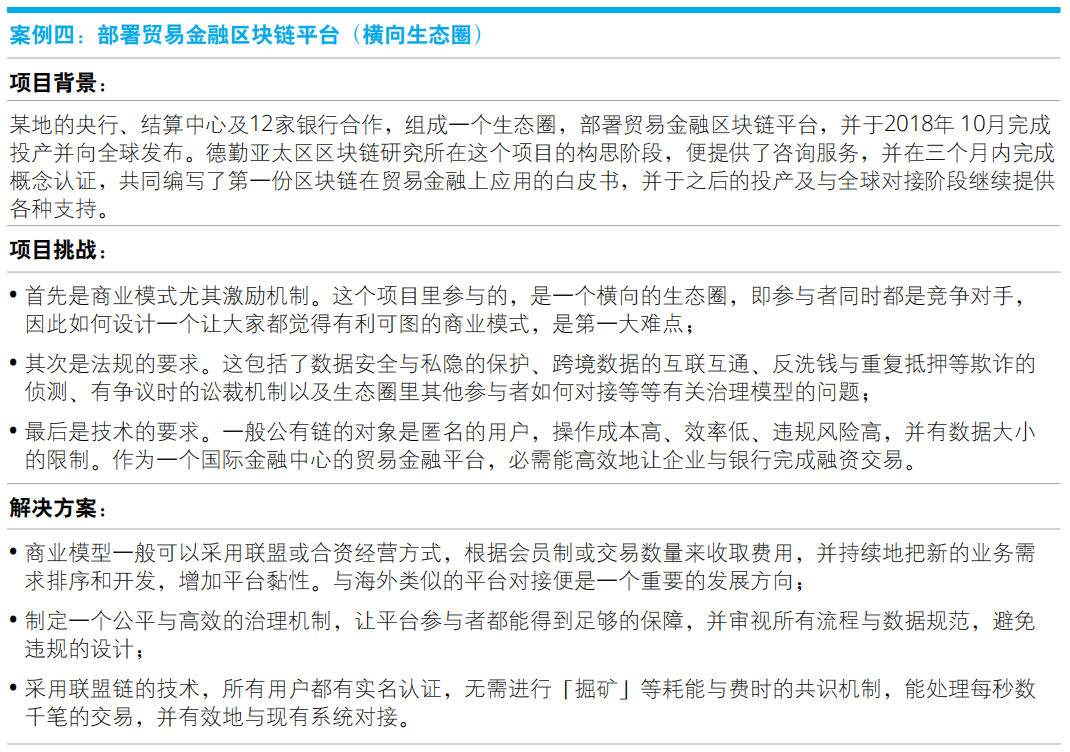 案例四：部署贸易金融区块链平台（横向生态圈）
项目背景：
某地的央行、结算中心及12家银行合作，组成一个生态圈，部署贸易金融区块链平台，并于2018年 10月完成
投产并向全球发布。德勤亚太区区块链研究所在这个项目的构思阶段，便提供了咨询服务，并在三个月内完成
概念认证，共同编写了第一份区块链在贸易金融上应用的白皮书，并于之后的投产及与全球对接阶段继续提供
各种支持。
项目挑战：
• 首先是商业模式尤其激励机制。这个项目里参与的，是一个横向的生态圈，即参与者同时都是竞争对手，
因此如何设计一个让大家都觉得有利可图的商业模式，是第一大难点；
• 其次是法规的要求。这包括了数据安全与私隐的保护、跨境数据的互联互通、反洗钱与重复抵押等欺诈的
侦测、有争议时的讼裁机制以及生态圈里其他参与者如何对接等等有关治理模型的问题；
• 最后是技术的要求。一般公有链的对象是匿名的用户，操作成本高、效率低、违规风险高，并有数据大小
的限制。作为一个国际金融中心的贸易金融平台，必需能高效地让企业与银行完成融资交易。
解决方案：
• 商业模型一般可以采用联盟或合资经营方式，根据会员制或交易数量来收取费用，并持续地把新的业务需
求排序和开发，增加平台黏性。与海外类似的平台对接便是一个重要的发展方向；
• 制定一个公平与高效的治理机制，让平台参与者都能得到足够的保障，并审视所有流程与数据规范，避免
违规的设计；
• 采用联盟链的技术，所有用户都有实名认证，无需进行「掘矿」等耗能与费时的共识机制，能处理每秒数
千笔的交易，并有效地与现有系统对接。